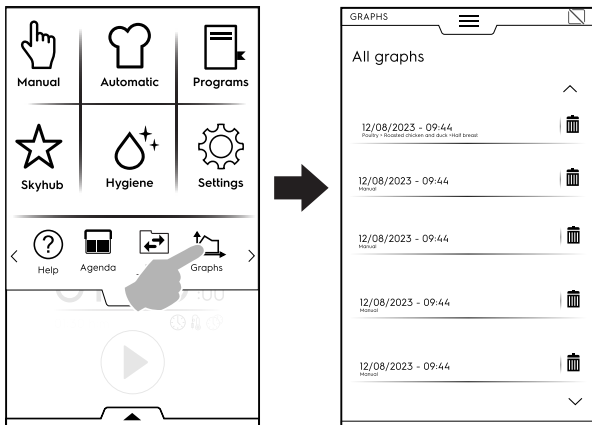 Manual Automatic Programs
Skyhub Hygiene Settings
Help Agenda Graphs
:00
GRAPHS
All graphs
12/08/2023 - 09:44
Poultry > Roasted chicken and duck >Half breast
12/08/2023 - 09:44
Manual
12/08/2023 - 09:44
Manual
12/08/2023 - 09:44
Manual
12/08/2023 - 09:44
Manual